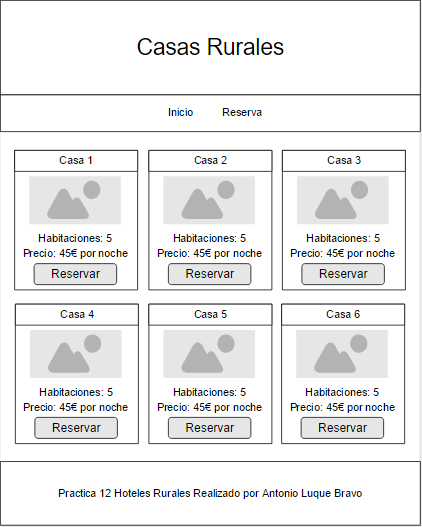 Casas Rurales
Inicio Reserva
Casa 1
Habitaciones: 5
Precio: 45€ por noche
Reservar
Casa 2
Habitaciones: 5
Precio: 45€ por noche
Reservar
Casa 3
Habitaciones: 5
Precio: 45€ por noche
Reservar
Casa 4
Habitaciones: 5
Precio: 45€ por noche
Reservar
Casa 5
Habitaciones: 5
Precio: 45€ por noche
Reservar
Casa 6
Habitaciones: 5
Precio: 45€ por noche
Reservar
Practica 12 Hoteles Rurales Realizado por Antonio Luque Bravo